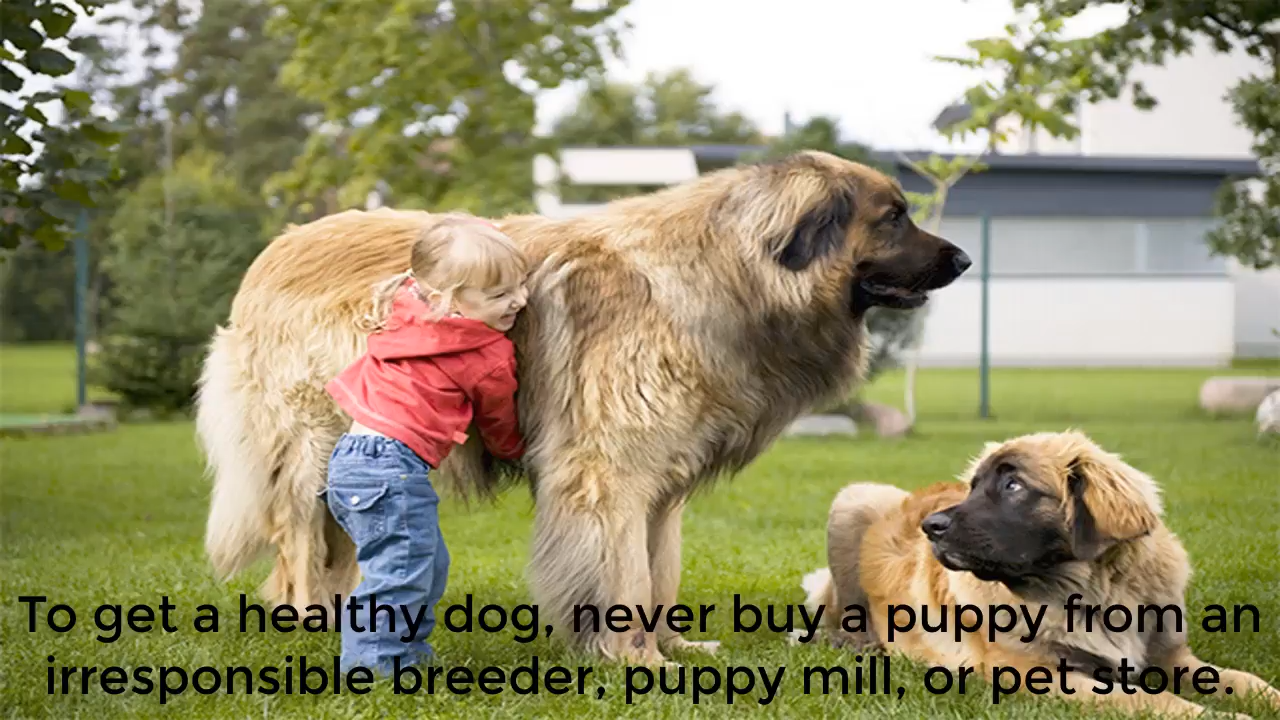 To get a healthy dog, never buy a puppy from an
irresponsible breeder, puppy mill, or pet store.